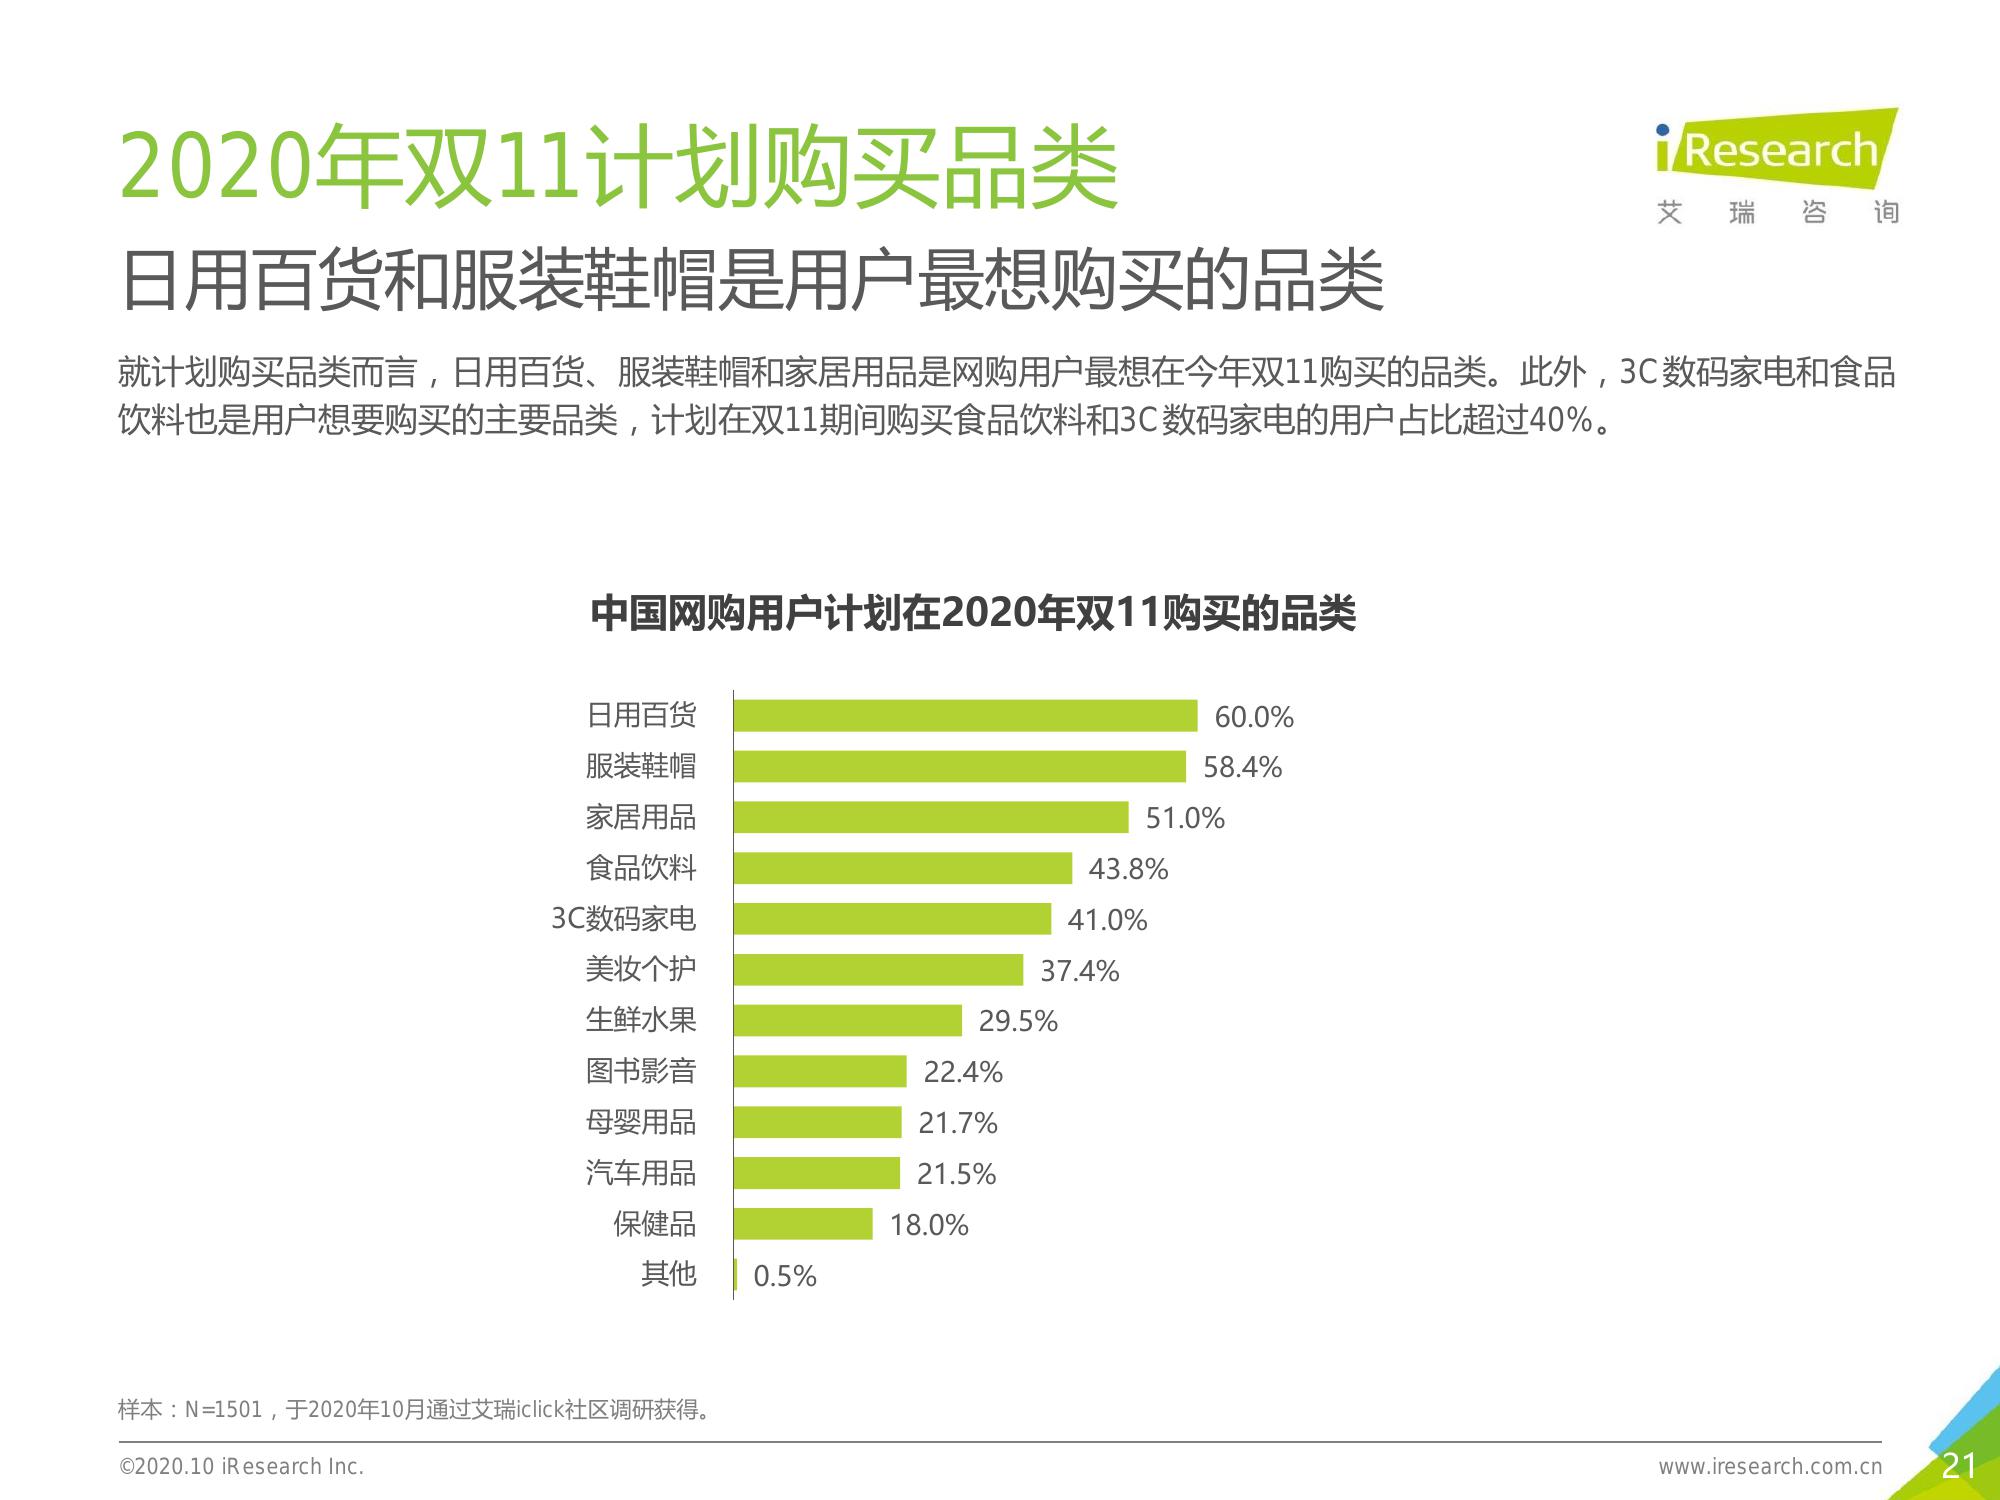 2020年双11计划购买品类
iResearch
艾瑞咨询
日用百货和服装鞋帽是用户最想购买的品类
就计划购买品类而言，日用百货、服装鞋帽和家居用品是网购用户最想在今年双11购买的品类。此外，3C数码家电和食品
饮料也是用户想要购买的主要品类，计划在双11期间购买食品饮料和3C数码家电的用户占比超过40%。
中国网购用户计划在2020年双11购买的品类
日用百货 60.0%
服装鞋帽 58.4%
家居用品 51.0%
食品饮料 43.8%
3C数码家电 41.0%
美妆个护 37.4%
生鲜水果 29.5%
图书影音 22.4%
母婴用品 21.7%
汽车用品 21.5%
保健品 18.0%
其他 0.5%
样本：N=1501，于2020年10月通过艾瑞iclick社区调研获得。
©2020.10 iResearch Inc.
www.iresearch.com.cn
21